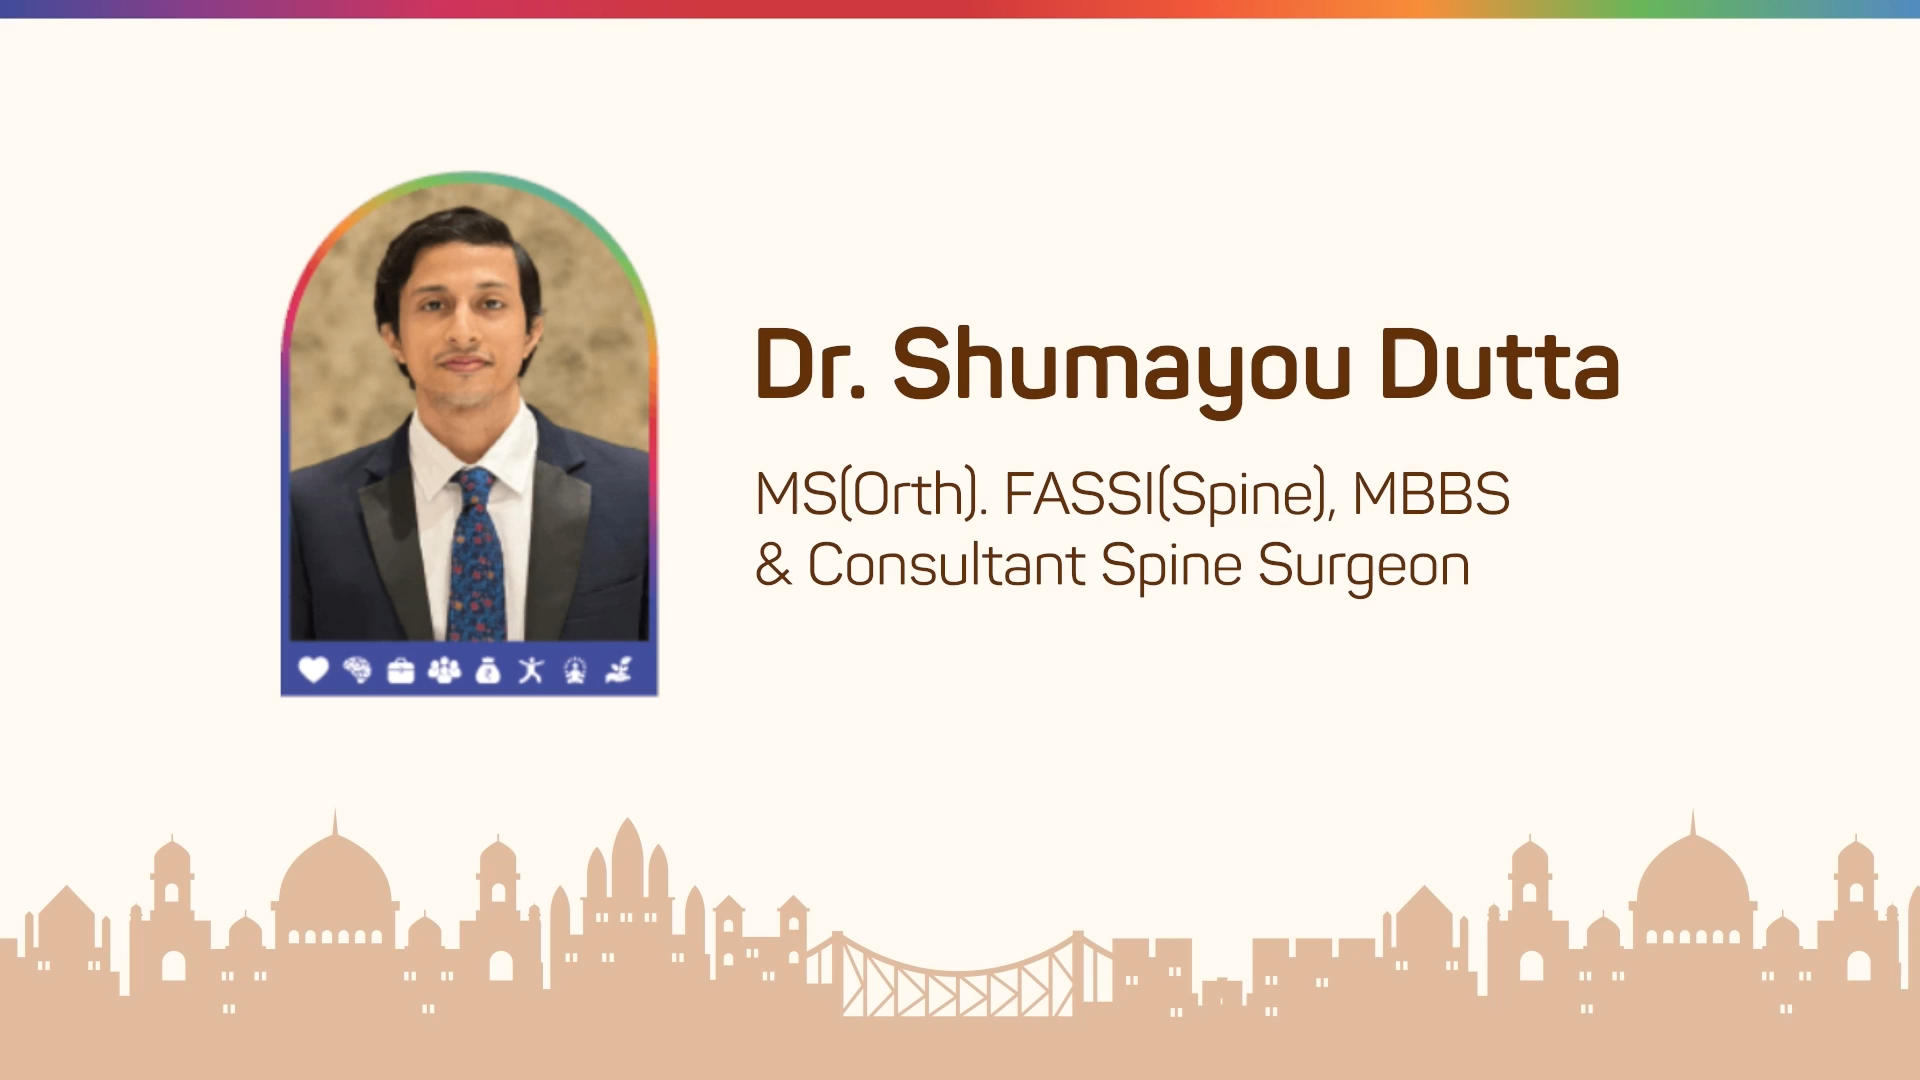 Dr. Shumayou Dutta
MS(Orth). FASSI(Spine), MBBS
& Consultant Spine Surgeon